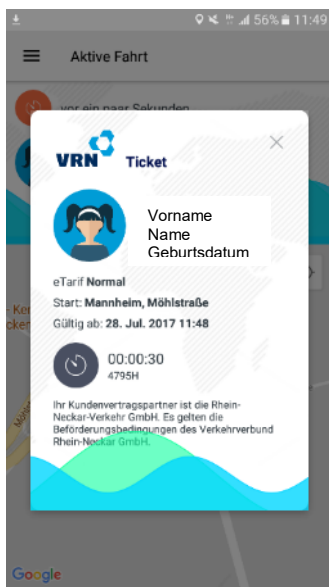 56% 11:49
Aktive Fahrt
vor ein paar Sekunden
VRN Ticket
Vorname
Name
Geburtsdatum
eTarif Normal
Start: Mannheim, Möhlstraße
Gültig ab: 28. Jul. 2017 11:48
00:00:30
4795H
Ihr Kundenvertragspartner ist die Rhein-
Neckar-Verkehr GmbH. Es gelten die
Beförderungsbedingungen des Verkehrverbund
Rhein-Neckar GmbH.
Google